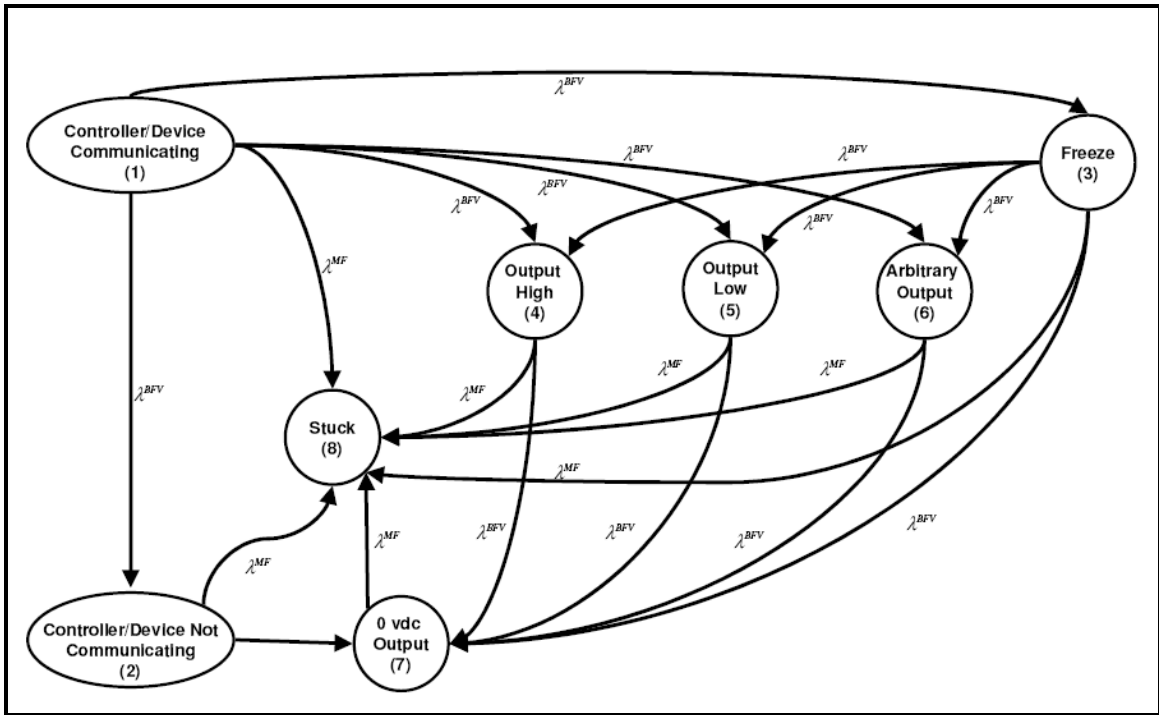 λ^BFV
Controller/Device
Communicating
(1)
Freeze
(3)
λ^BFV
λ^BFV
λ^BFV
λ^BFV
λ^BFV
λ^BFV
λ^MF
Output
High
(4)
Output
Low
(5)
Arbitrary
Output
(6)
λ^MF
λ^MF
λ^MF
λ^BFV
Stuck
(8)
λ^MF
λ^BFV
λ^BFV
λ^BFV
λ^BFV
λ^MF
λ^MF
Controller/Device Not
Communicating
(2)
0 vdc
Output
(7)